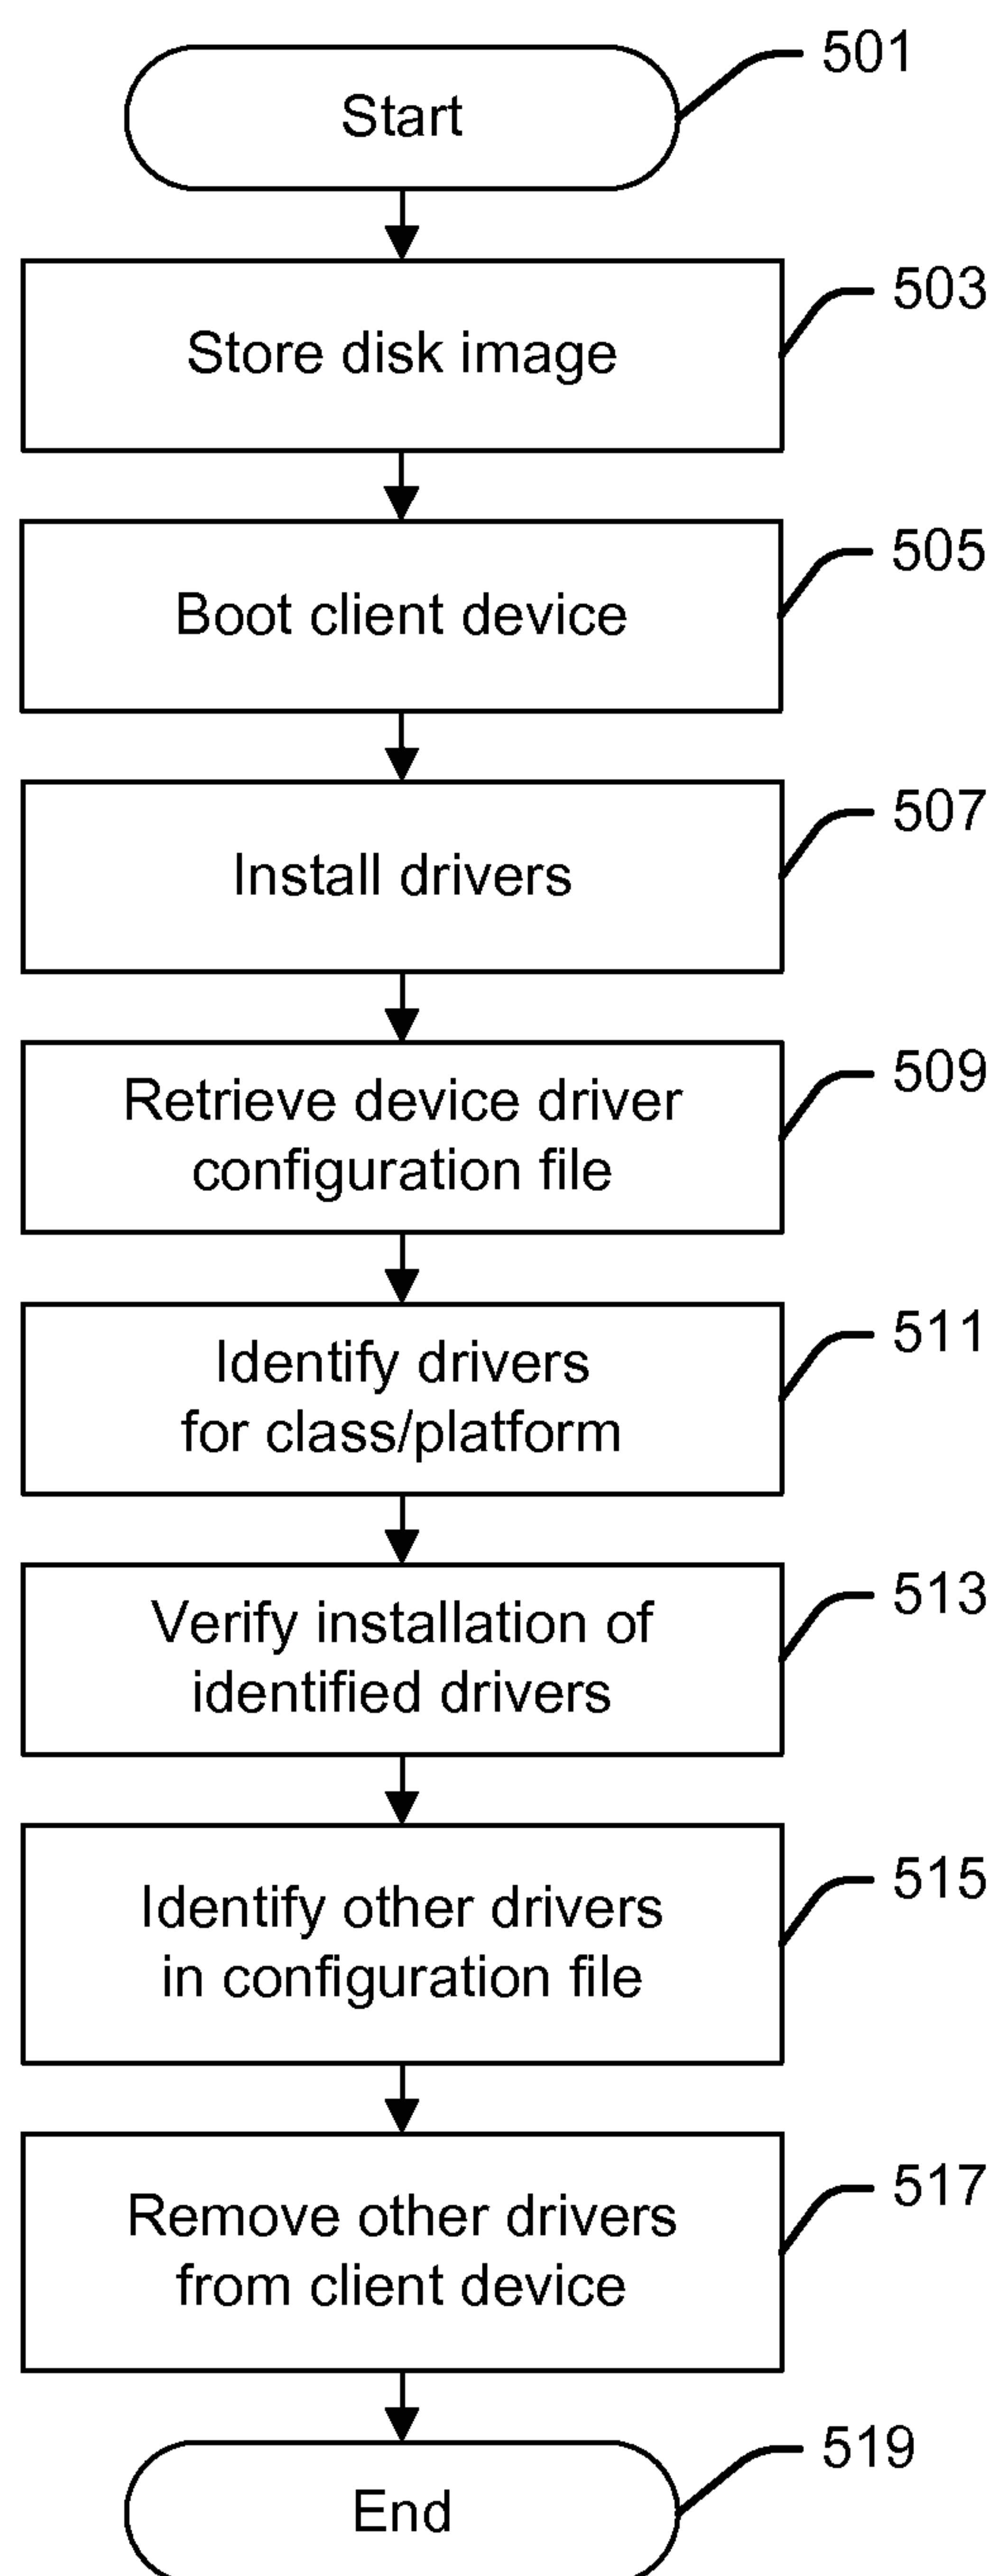 501
Start
503
Store disk image
505
Boot client device
507
Install drivers
509
Retrieve device driver
configuration file
511
Identify drivers
for class/platform
513
Verify installation of
identified drivers
515
Identify other drivers
in configuration file
517
Remove other drivers
from client device
519
End